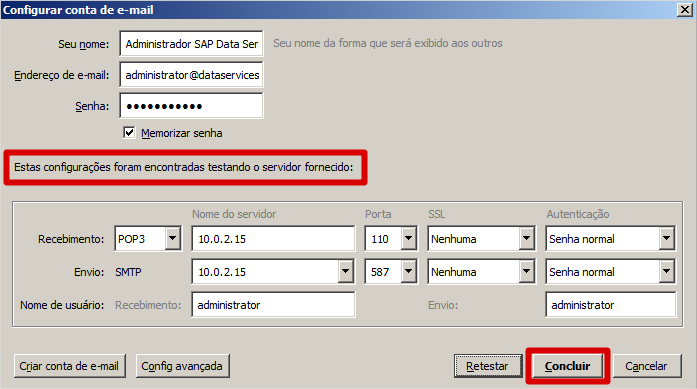 Configurar conta de e-mail
Seu nome: Administrador SAP Data Ser Seu nome da forma que será exibido aos outros
Endereço de e-mail: administrator@dataservices
Senha: ●●●●●●●●●●●
Memorizar senha
Estas configurações foram encontradas testando o servidor fornecido:
Nome do servidor Porta SSL Autenticação
Recebimento: POP3 10.0.2.15 110 Nenhuma Senha normal
Envio: SMTP 10.0.2.15 587 Nenhuma Senha normal
Nome de usuário: Recebimento: administrator Envio: administrator
Criar conta de e-mail Config avançada Retestar Concluir Cancelar